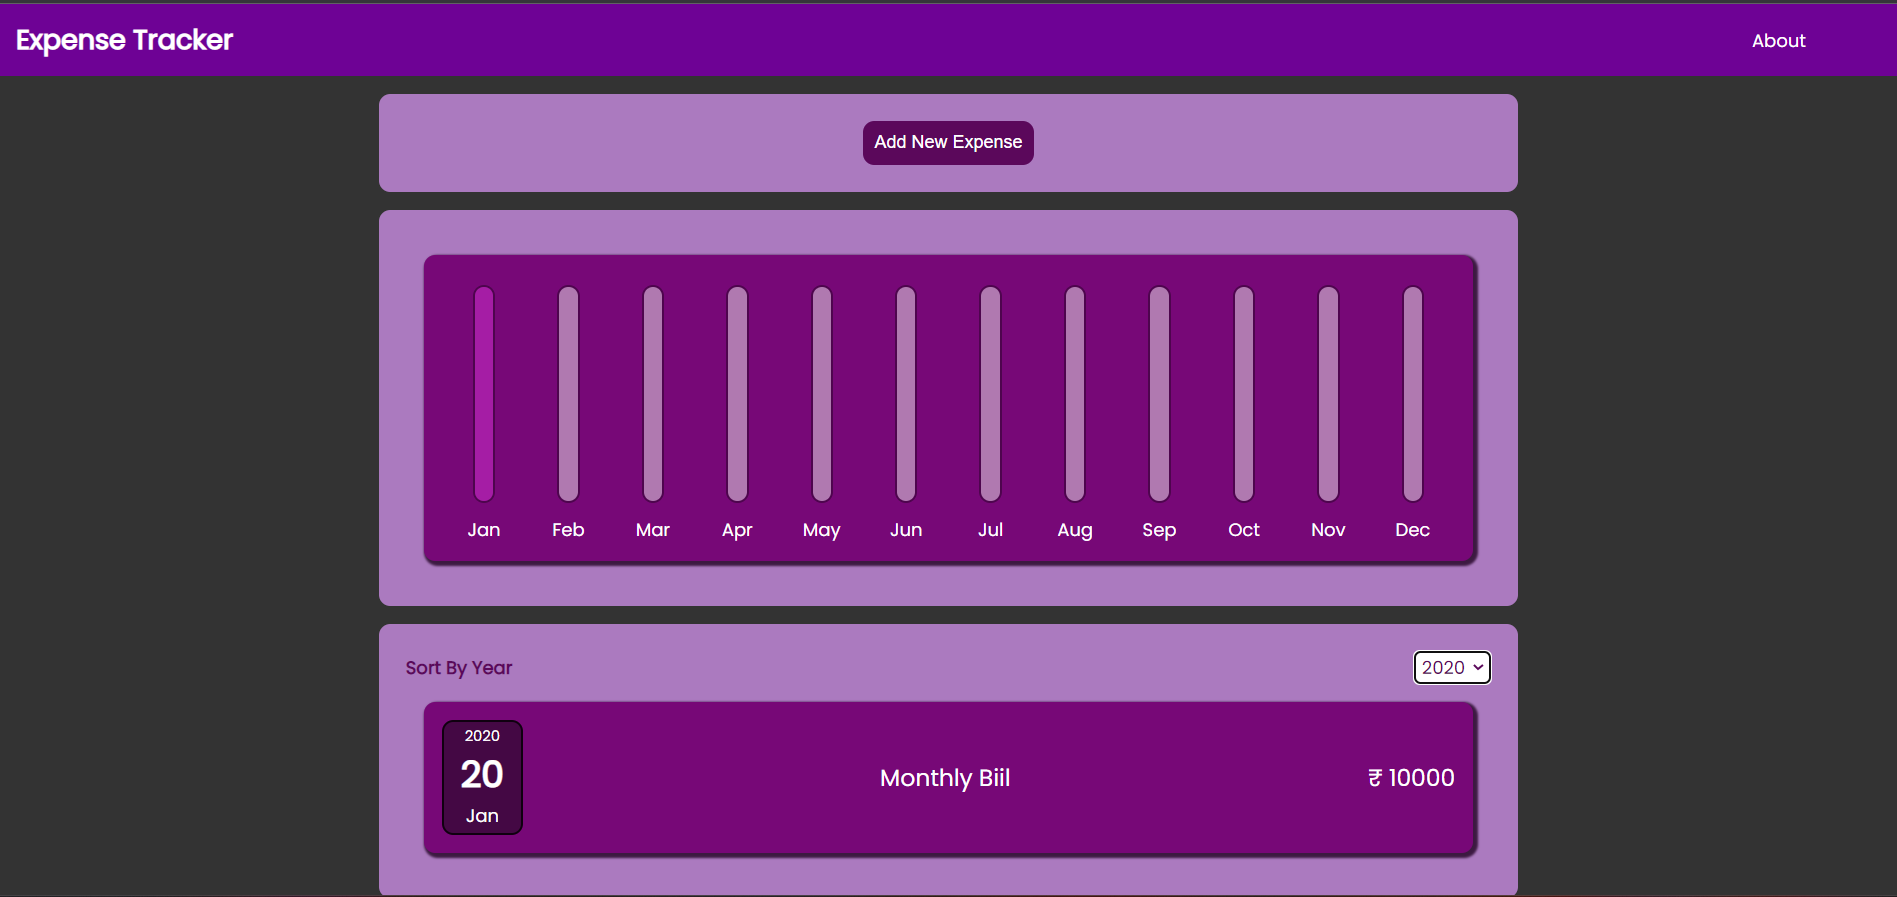 Expense Tracker
About
Add New Expense
Jan Feb Mar Apr May Jun Jul Aug Sep Oct Nov Dec
Sort By Year
2020
2020
20
Jan
Monthly Biil
₹ 10000